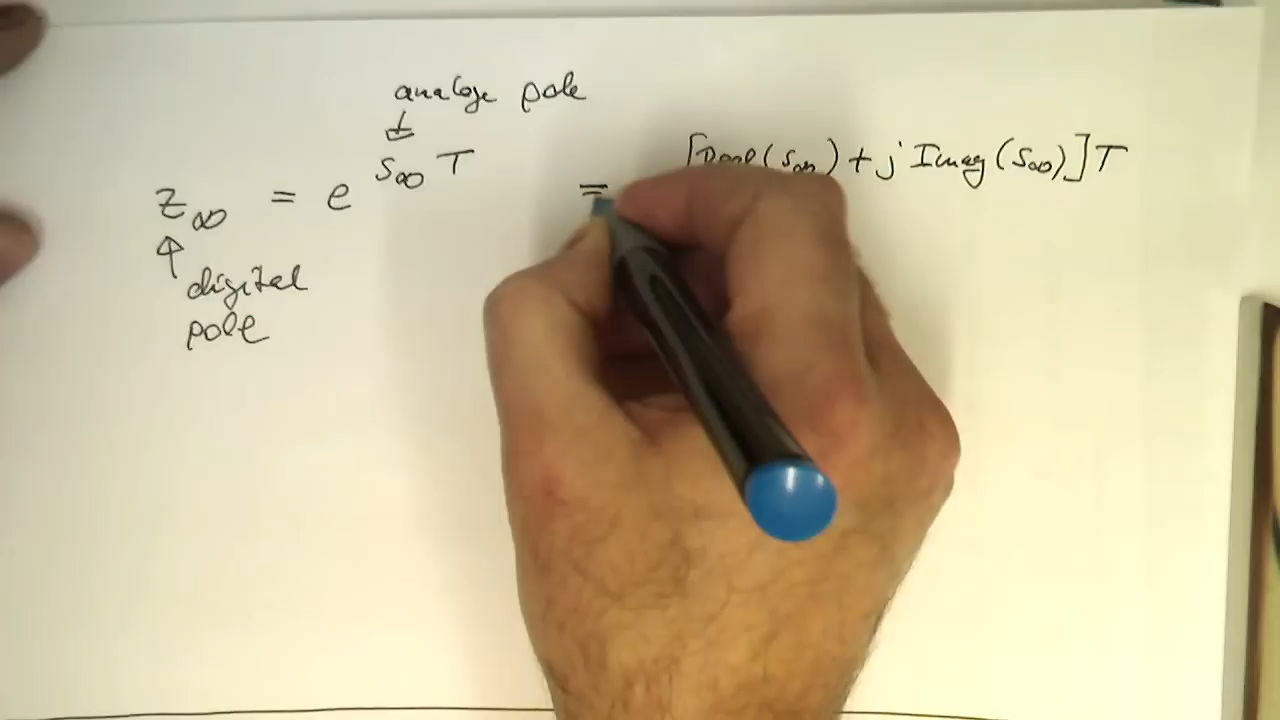 analoge pole
z∞ = e^{s∞ T} = [Real(s∞) + j Imag(s∞)]T
digital
pole